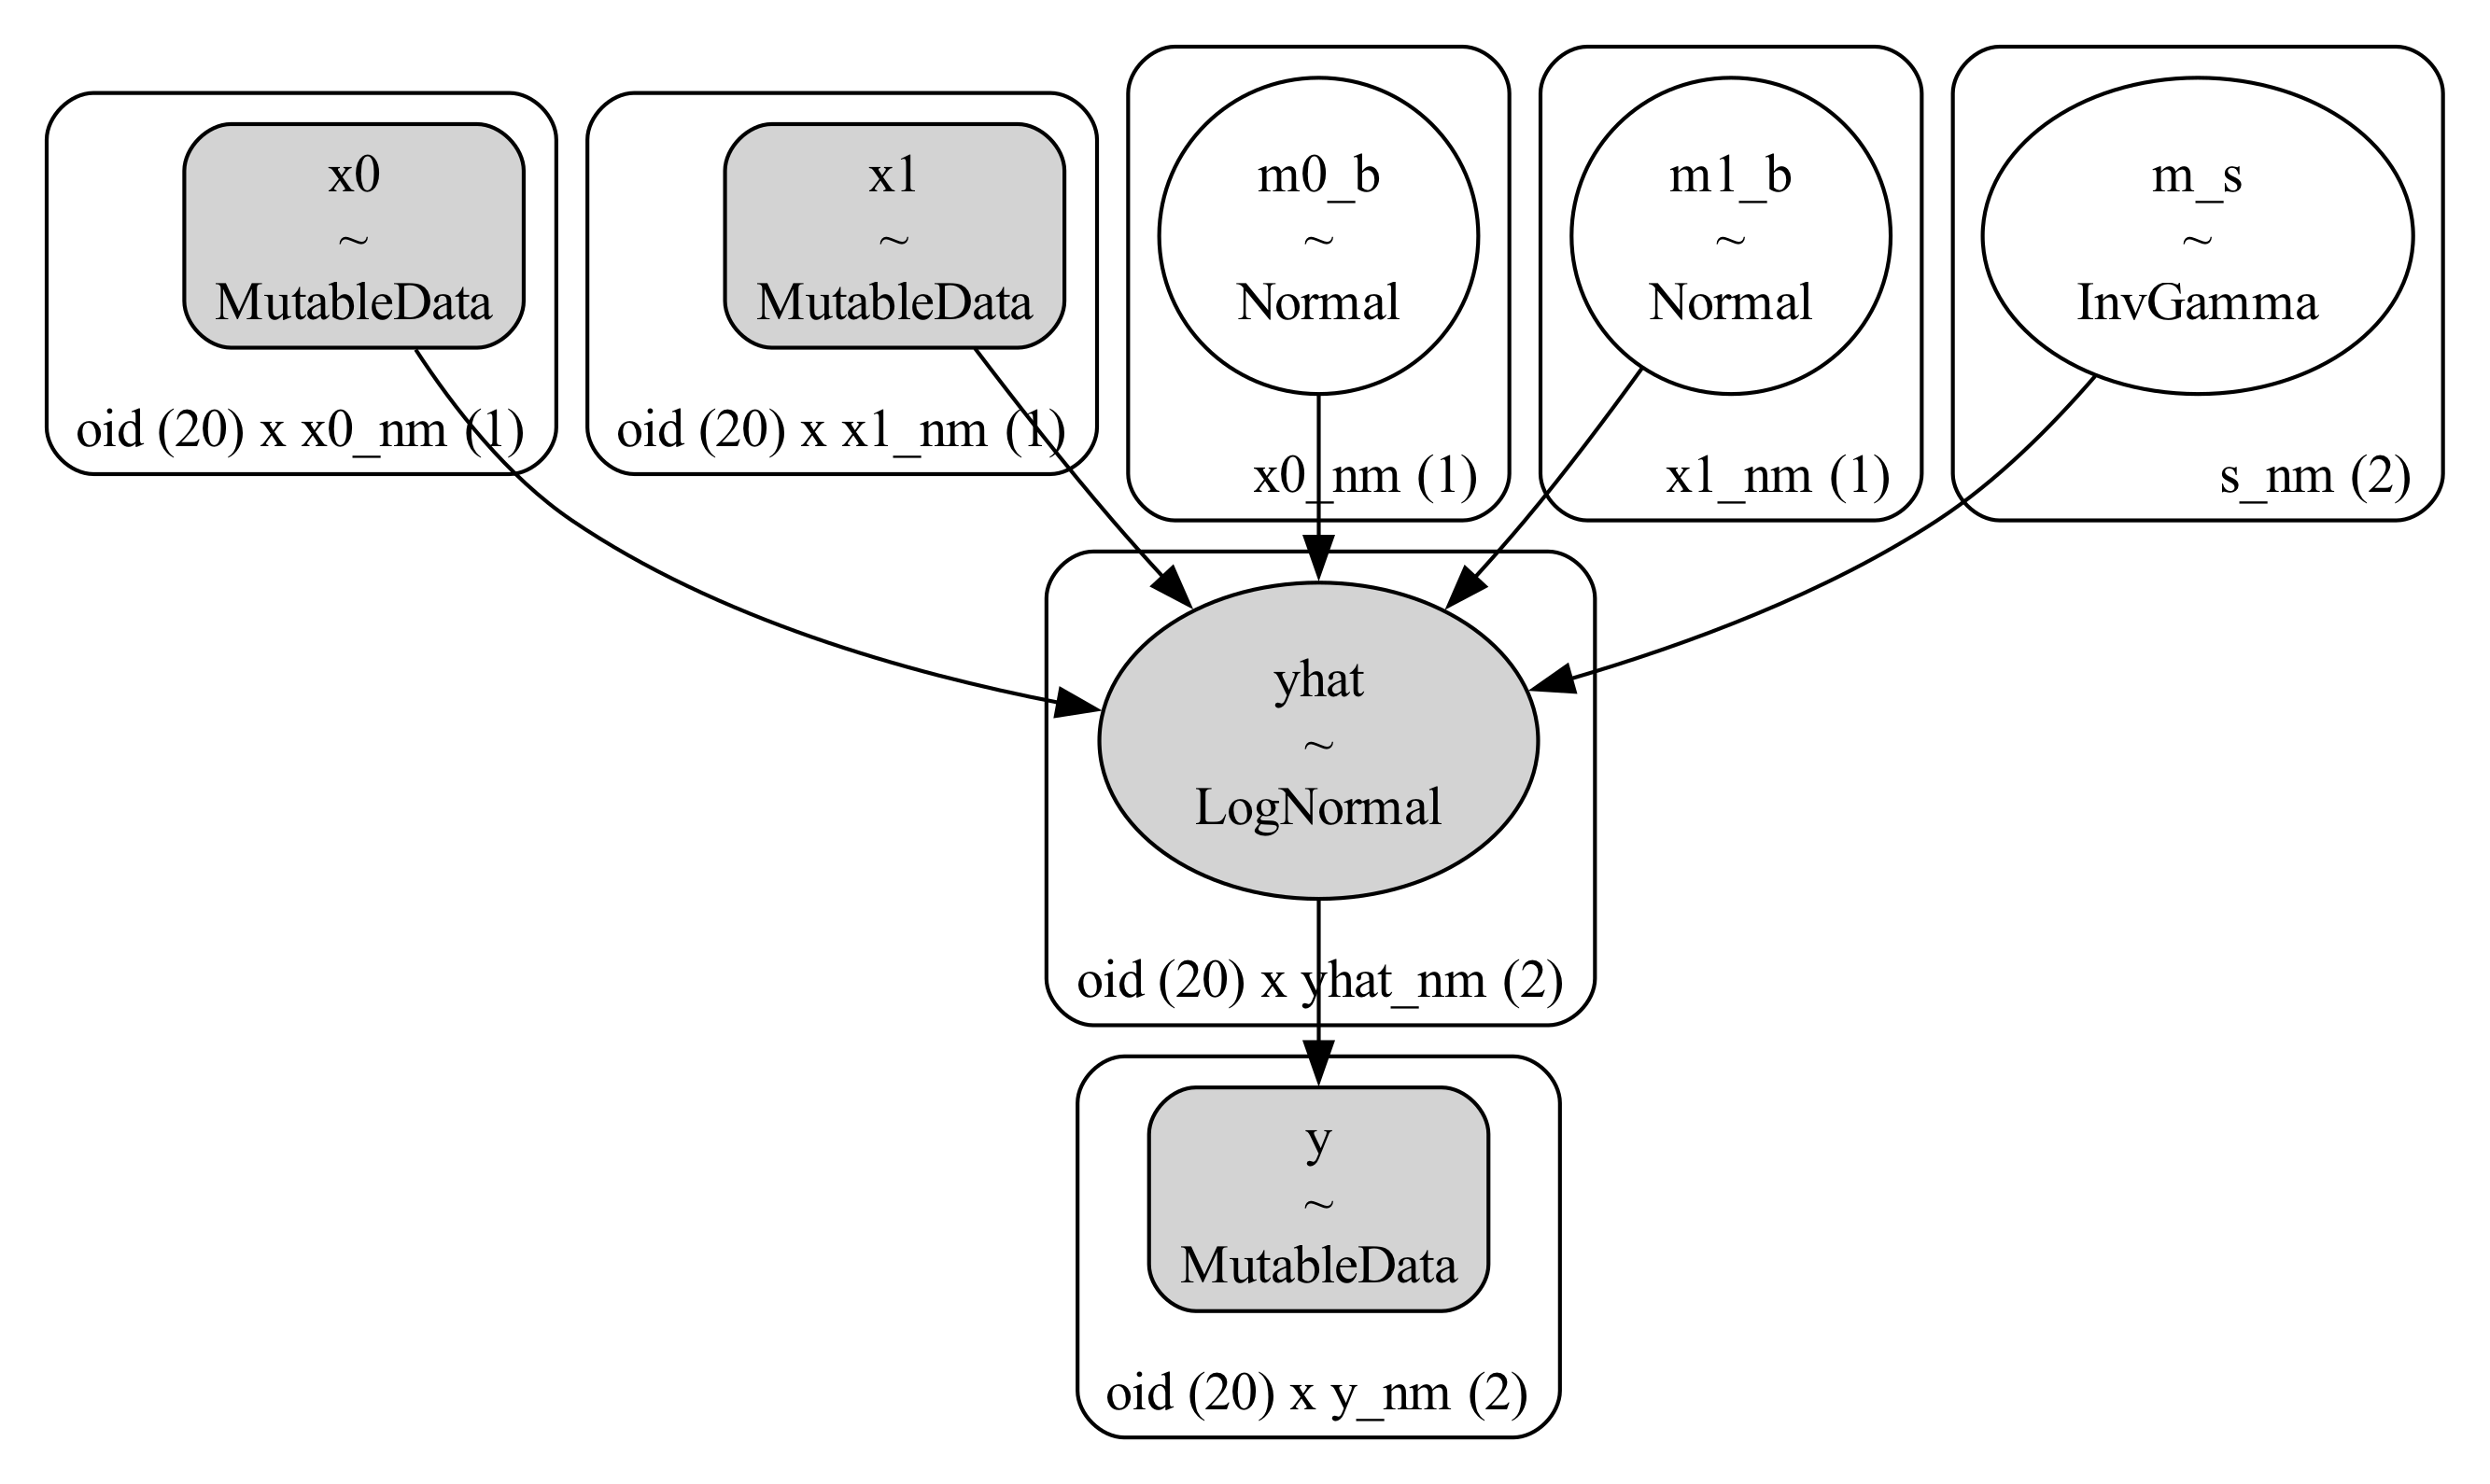 x0
~
MutableData
oid (20) x x0_nm (1)
x1
~
MutableData
oid (20) x x1_nm (1)
m0_b
~
Normal
x0_nm (1)
m1_b
~
Normal
x1_nm (1)
m_s
~
InvGamma
s_nm (2)
yhat
~
LogNormal
oid (20) x yhat_nm (2)
y
~
MutableData
oid (20) x y_nm (2)